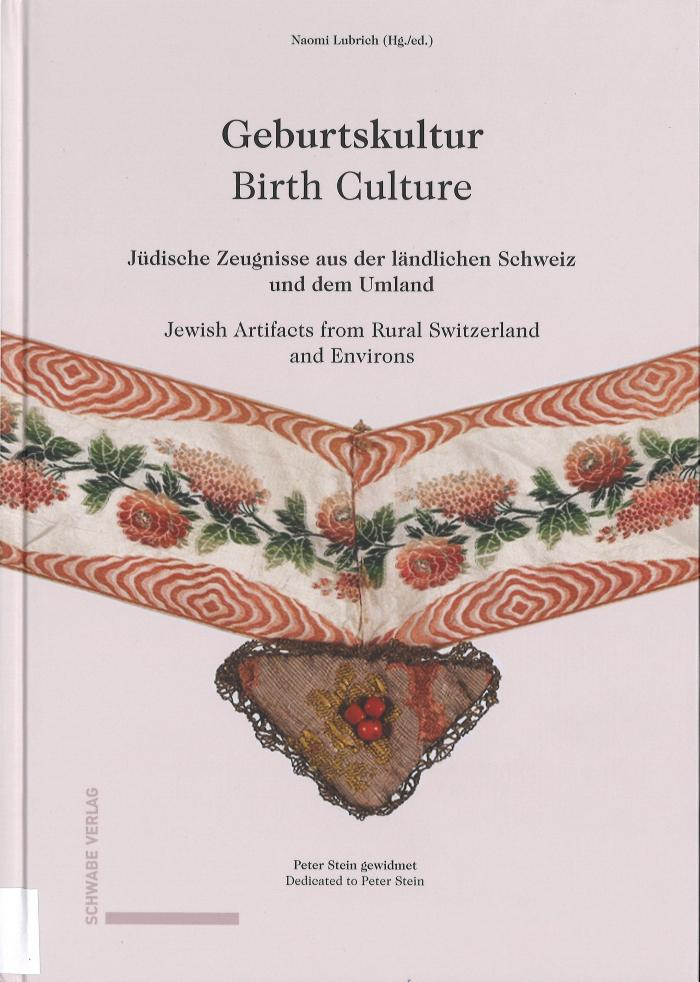 Naomi Lubrich (Hg./ed.)
Geburtskultur
Birth Culture
Jüdische Zeugnisse aus der ländlichen Schweiz
und dem Umland
Jewish Artifacts from Rural Switzerland
and Environs
SCHWABE VERLAG
Peter Stein gewidmet
Dedicated to Peter Stein